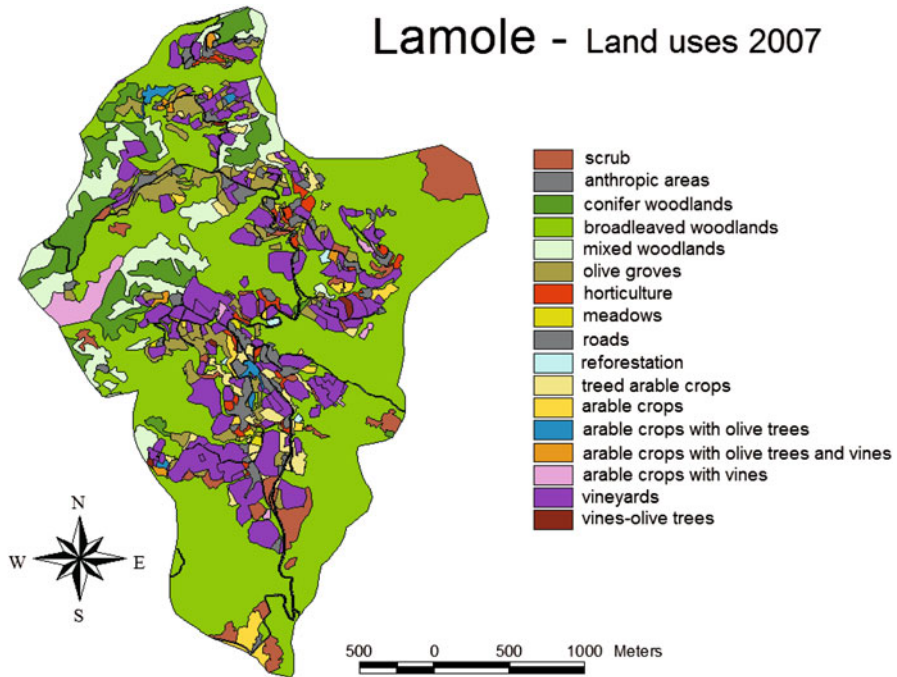 Lamole - Land uses 2007
scrub
anthropic areas
conifer woodlands
broadleaved woodlands
mixed woodlands
olive groves
horticulture
meadows
roads
reforestation
treed arable crops
arable crops
arable crops with olive trees
arable crops with olive trees and vines
arable crops with vines
vineyards
vines-olive trees
N
W E
S
500 0 500 1000 Meters